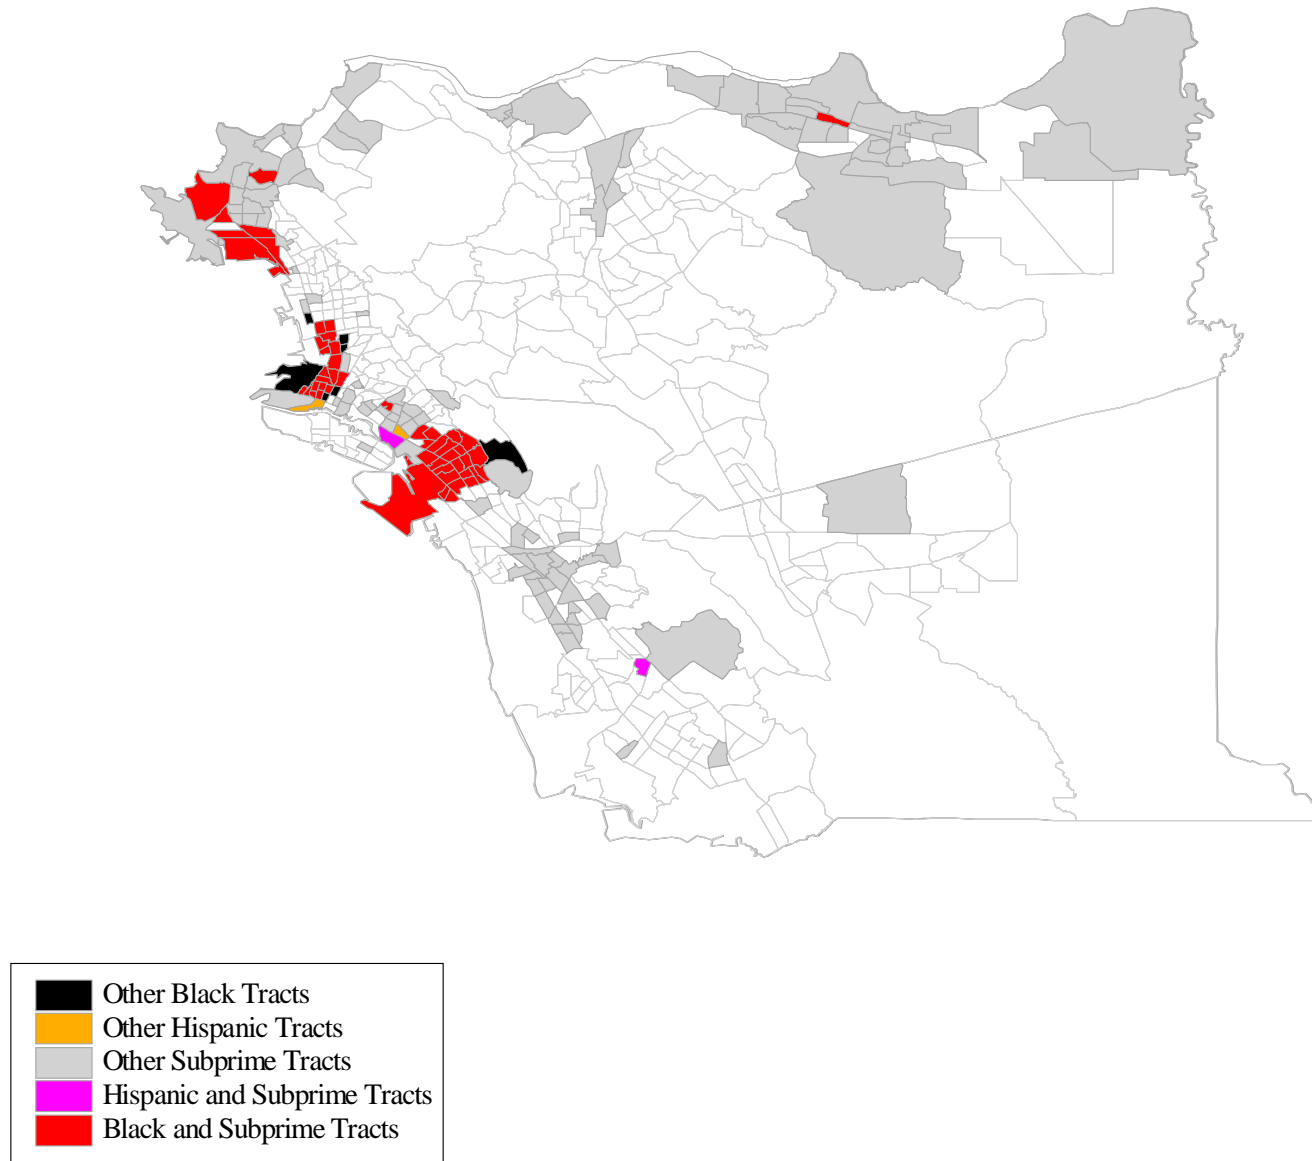 Other Black Tracts
Other Hispanic Tracts
Other Subprime Tracts
Hispanic and Subprime Tracts
Black and Subprime Tracts